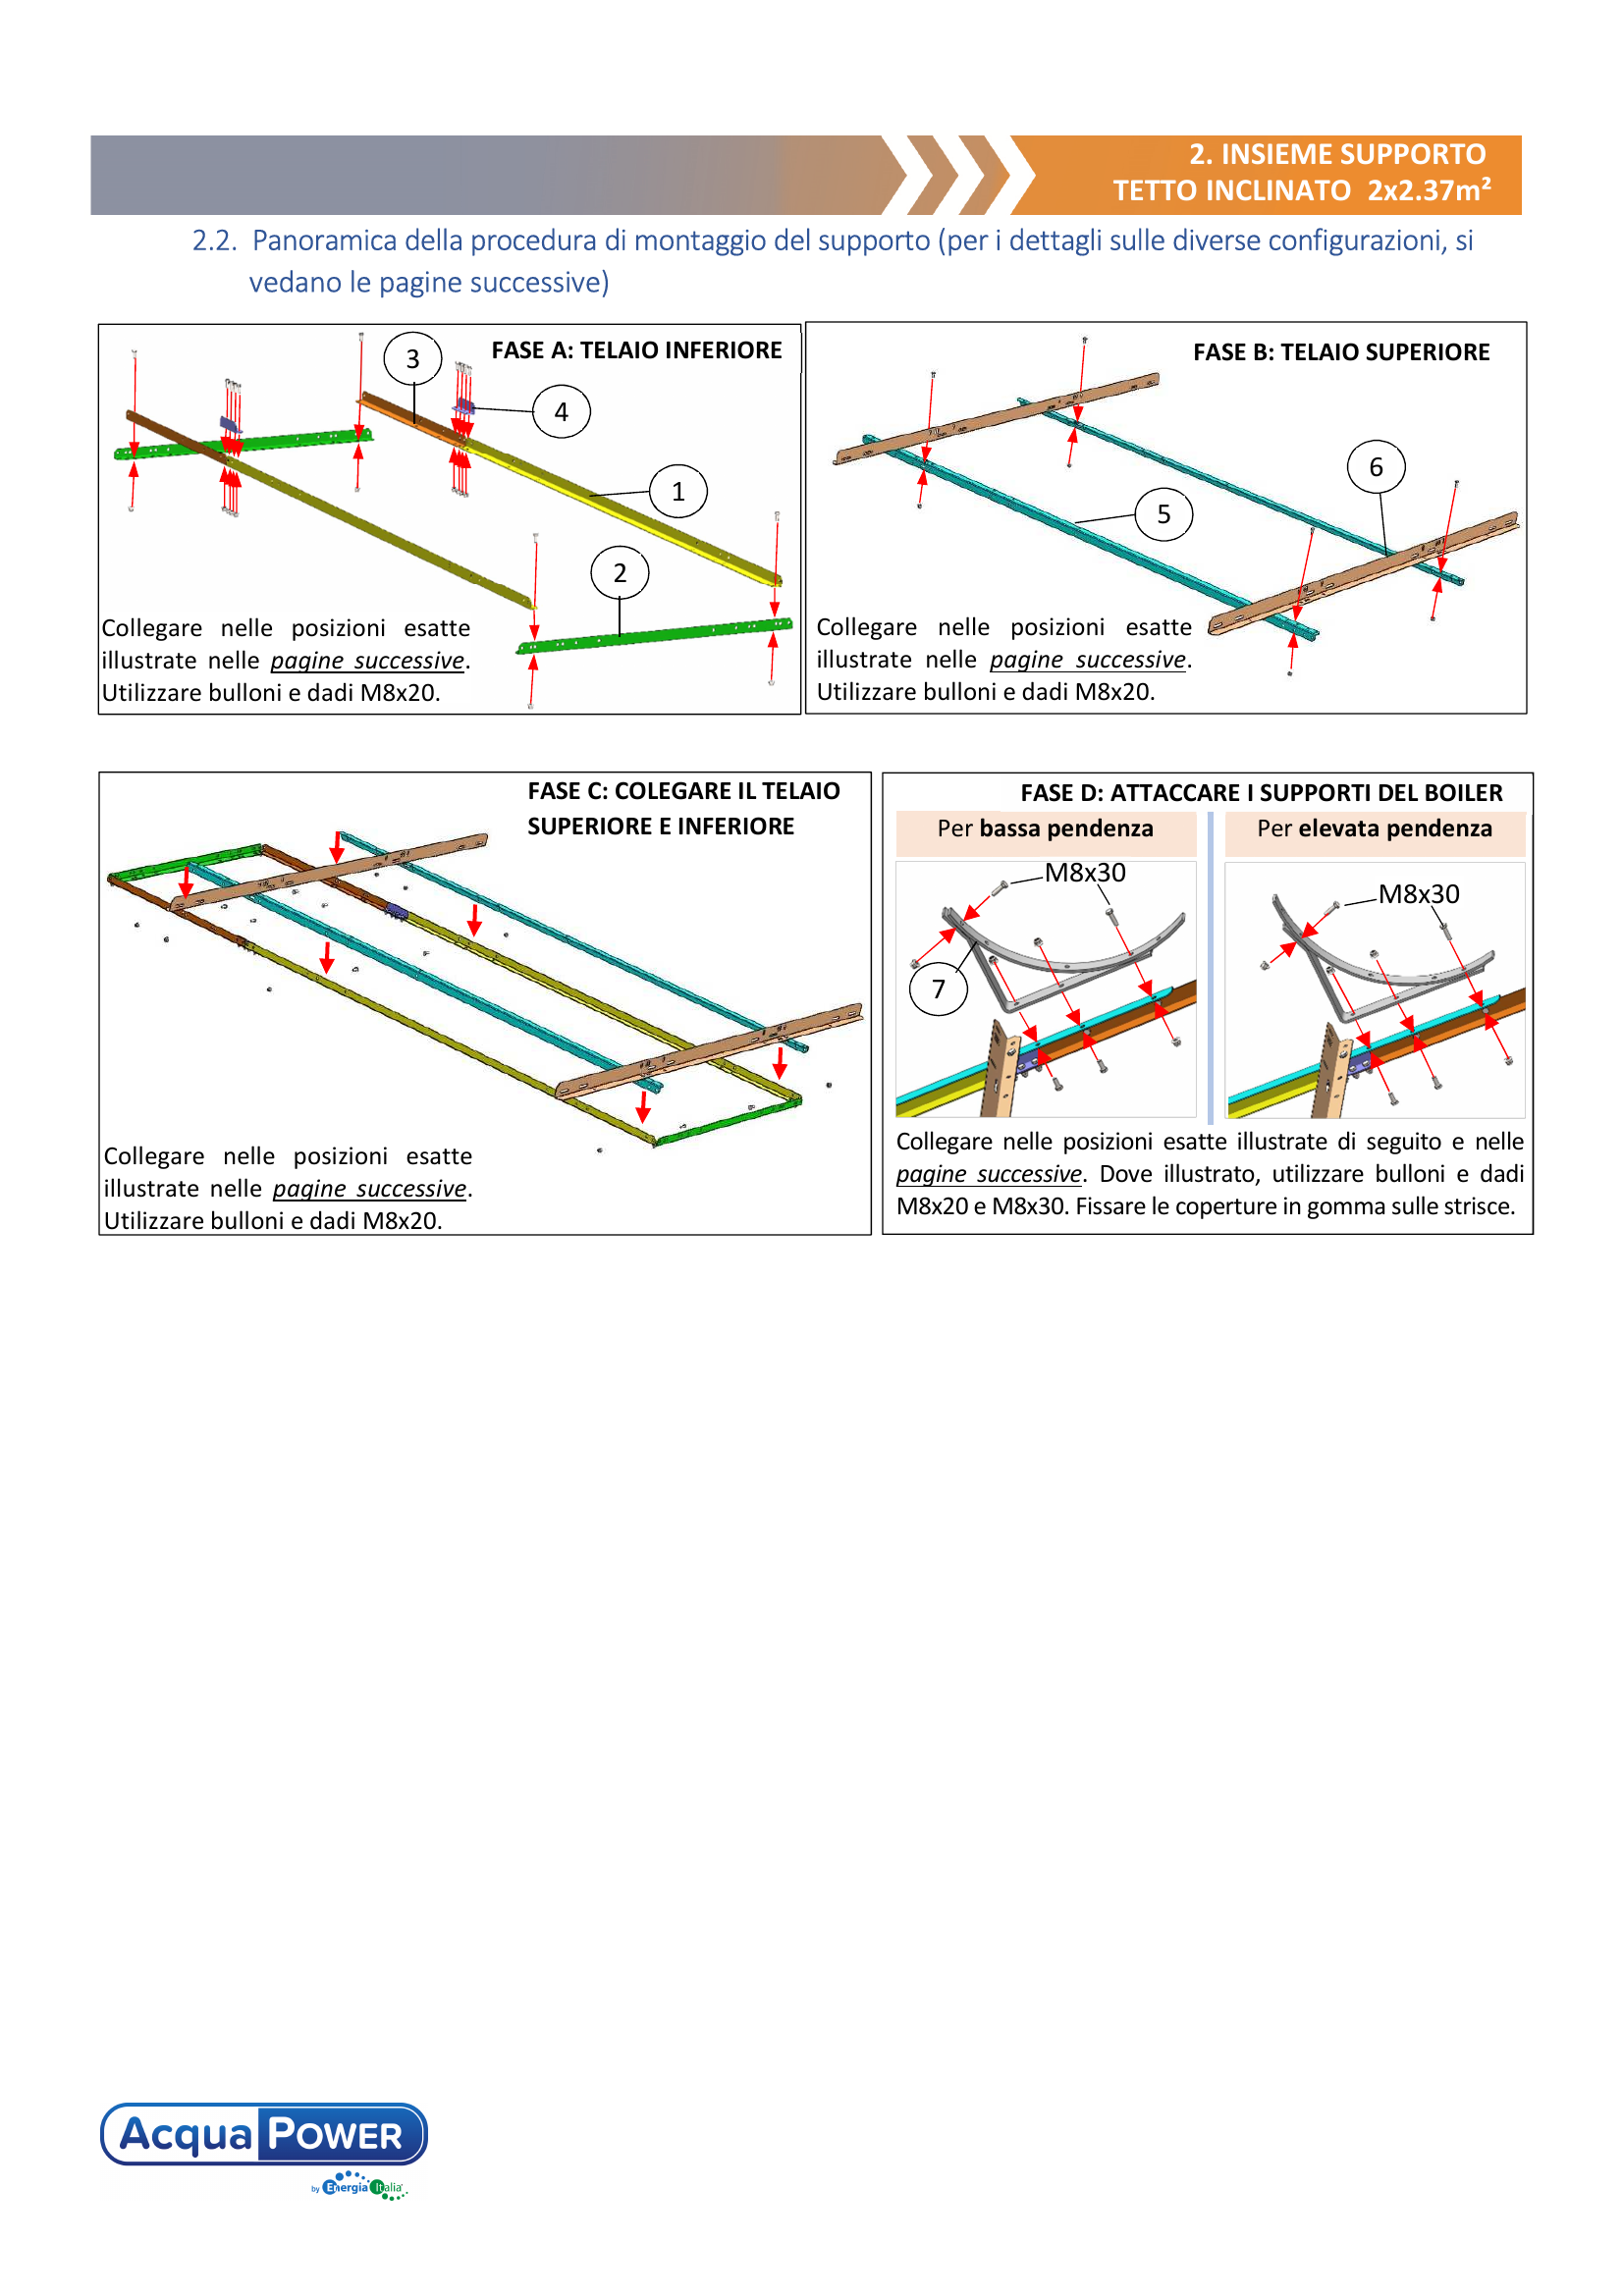 2. INSIEME SUPPORTO
TETTO INCLINATO 2x2.37m²
2.2. Panoramica della procedura di montaggio del supporto (per i dettagli sulle diverse configurazioni, si
vedano le pagine successive)
FASE A: TELAIO INFERIORE
3
4
1
2
Collegare nelle posizioni esatte
illustrate nelle pagine successive.
Utilizzare bulloni e dadi M8x20.
FASE B: TELAIO SUPERIORE
6
5
Collegare nelle posizioni esatte
illustrate nelle pagine successive.
Utilizzare bulloni e dadi M8x20.
FASE C: COLEGARE IL TELAIO
SUPERIORE E INFERIORE
Collegare nelle posizioni esatte
illustrate nelle pagine successive.
Utilizzare bulloni e dadi M8x20.
FASE D: ATTACCARE I SUPPORTI DEL BOILER
Per bassa pendenza
Per elevata pendenza
M8x30
M8x30
7
Collegare nelle posizioni esatte illustrate di seguito e nelle
pagine successive. Dove illustrato, utilizzare bulloni e dadi
M8x20 e M8x30. Fissare le coperture in gomma sulle strisce.
Acqua POWER
by Energia Italia